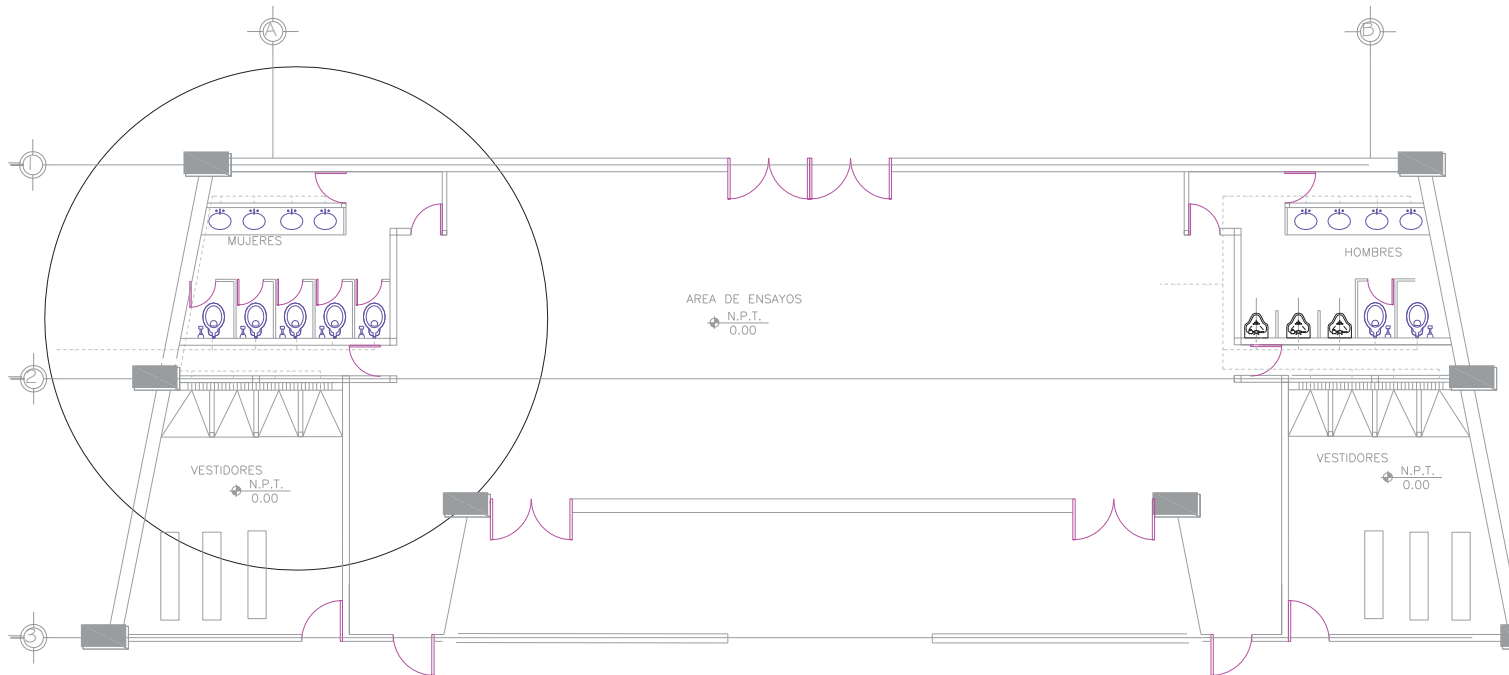 A
B
1
MUJERES
HOMBRES
AREA DE ENSAYOS
N.P.T.
0.00
2
VESTIDORES
N.P.T.
0.00
VESTIDORES
N.P.T.
0.00
3